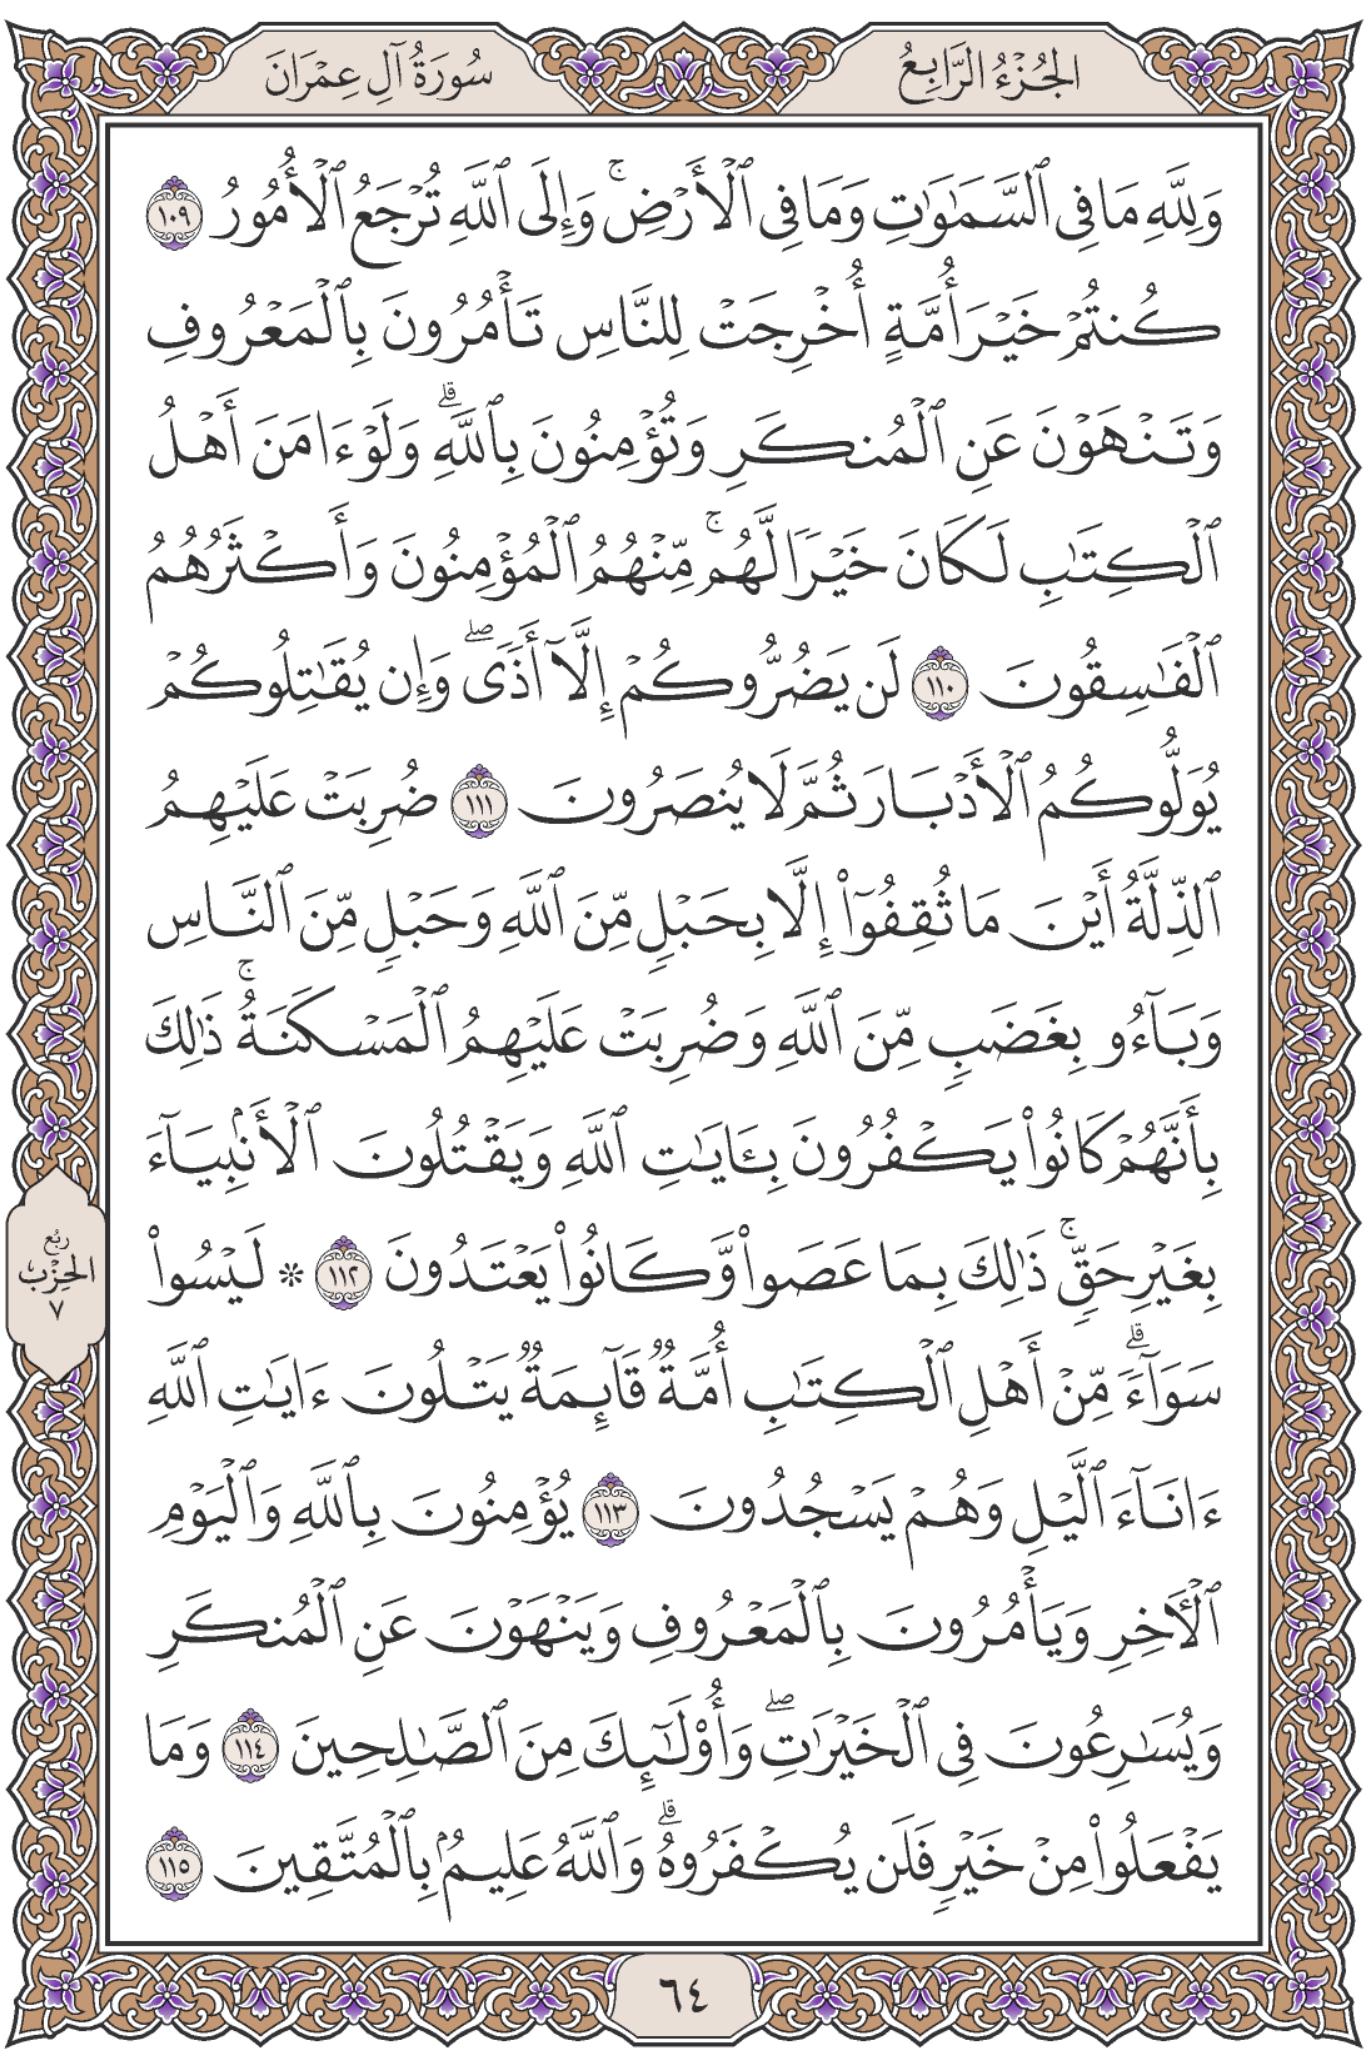 الجُزْءُ الرَّابِعُ
سُورَةُ آلِ عِمْرَانَ
وَلِلَّهِ مَا فِي ٱلسَّمَٰوَٰتِ وَمَا فِي ٱلْأَرْضِۚ وَإِلَى ٱللَّهِ تُرْجَعُ ٱلْأُمُورُ ١٠٩
كُنتُمْ خَيْرَ أُمَّةٍ أُخْرِجَتْ لِلنَّاسِ تَأْمُرُونَ بِٱلْمَعْرُوفِ
وَتَنْهَوْنَ عَنِ ٱلْمُنكَرِ وَتُؤْمِنُونَ بِٱللَّهِۗ وَلَوْ ءَامَنَ أَهْلُ
ٱلْكِتَٰبِ لَكَانَ خَيْرًا لَّهُمۚ مِّنْهُمُ ٱلْمُؤْمِنُونَ وَأَكْثَرُهُمُ
ٱلْفَٰسِقُونَ ١١٠ لَن يَضُرُّوكُمْ إِلَّآ أَذًىۖ وَإِن يُقَٰتِلُوكُمْ
يُوَلُّوكُمُ ٱلْأَدْبَارَ ثُمَّ لَا يُنصَرُونَ ١١١ ضُرِبَتْ عَلَيْهِمُ
ٱلذِّلَّةُ أَيْنَ مَا ثُقِفُوٓا۟ إِلَّا بِحَبْلٍ مِّنَ ٱللَّهِ وَحَبْلٍ مِّنَ ٱلنَّاسِ
وَبَآءُو بِغَضَبٍ مِّنَ ٱللَّهِ وَضُرِبَتْ عَلَيْهِمُ ٱلْمَسْكَنَةُۚ ذَٰلِكَ
بِأَنَّهُمْ كَانُوا۟ يَكْفُرُونَ بِـَٔايَٰتِ ٱللَّهِ وَيَقْتُلُونَ ٱلْأَنۢبِيَآءَ
بِغَيْرِ حَقٍّۚ ذَٰلِكَ بِمَا عَصَوا۟ وَّكَانُوا۟ يَعْتَدُونَ ١١٢ * لَيْسُوا۟
سَوَآءًۗ مِّنْ أَهْلِ ٱلْكِتَٰبِ أُمَّةٌ قَآئِمَةٌ يَتْلُونَ ءَايَٰتِ ٱللَّهِ
ءَانَآءَ ٱلَّيْلِ وَهُمْ يَسْجُدُونَ ١١٣ يُؤْمِنُونَ بِٱللَّهِ وَٱلْيَوْمِ
ٱلْءَاخِرِ وَيَأْمُرُونَ بِٱلْمَعْرُوفِ وَيَنْهَوْنَ عَنِ ٱلْمُنكَرِ
وَيُسَٰرِعُونَ فِي ٱلْخَيْرَٰتِۖ وَأُو۟لَٰٓئِكَ مِنَ ٱلصَّٰلِحِينَ ١١٤ وَمَا
يَفْعَلُوا۟ مِنْ خَيْرٍ فَلَن يُكْفَرُوهُۗ وَٱللَّهُ عَلِيمٌۢ بِٱلْمُتَّقِينَ ١١٥
رُبْع
الحِزْب
٧
٦٤